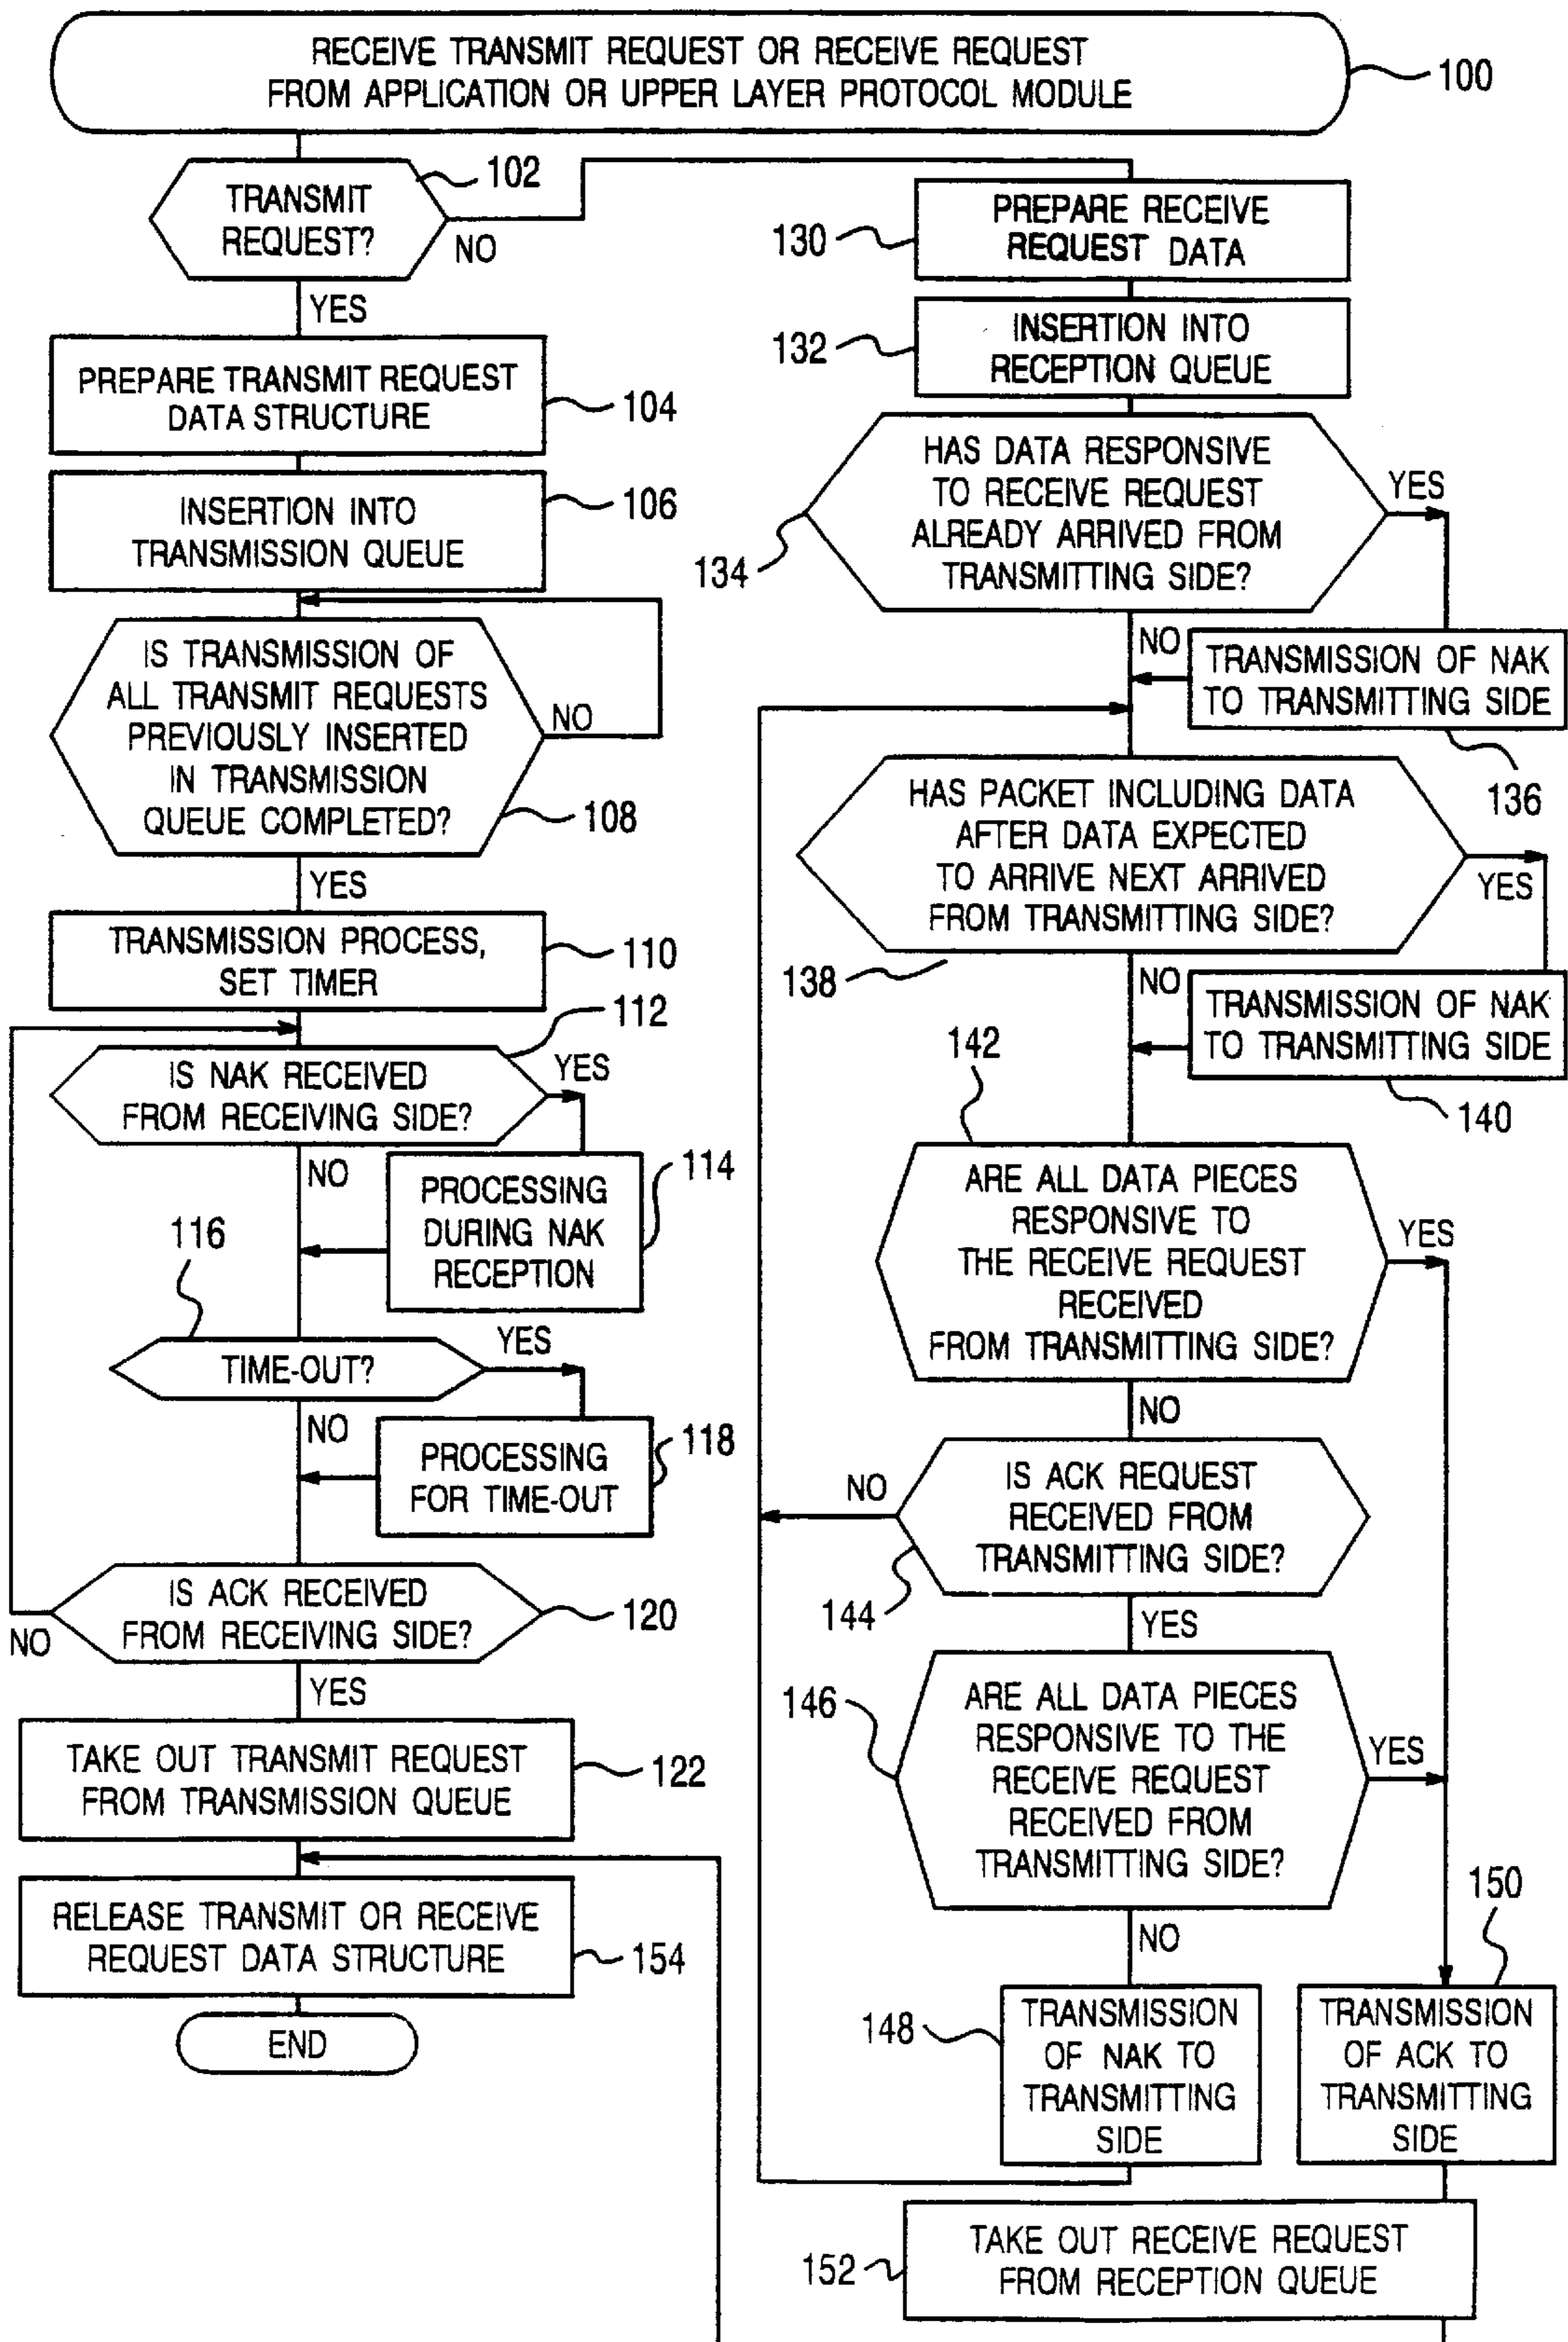 RECEIVE TRANSMIT REQUEST OR RECEIVE REQUEST
FROM APPLICATION OR UPPER LAYER PROTOCOL MODULE
100
TRANSMIT
REQUEST?
102
NO
YES
PREPARE TRANSMIT REQUEST
DATA STRUCTURE
104
INSERTION INTO
TRANSMISSION QUEUE
106
IS TRANSMISSION OF
ALL TRANSMIT REQUESTS
PREVIOUSLY INSERTED
IN TRANSMISSION
QUEUE COMPLETED?
NO
108
YES
TRANSMISSION PROCESS,
SET TIMER
110
112
IS NAK RECEIVED
FROM RECEIVING SIDE?
YES
NO
PROCESSING
DURING NAK
RECEPTION
114
116
TIME-OUT?
YES
NO
PROCESSING
FOR TIME-OUT
118
IS ACK RECEIVED
FROM RECEIVING SIDE?
120
NO
YES
TAKE OUT TRANSMIT REQUEST
FROM TRANSMISSION QUEUE
122
RELEASE TRANSMIT OR RECEIVE
REQUEST DATA STRUCTURE
154
END
PREPARE RECEIVE
REQUEST DATA
130
INSERTION INTO
RECEPTION QUEUE
132
HAS DATA RESPONSIVE
TO RECEIVE REQUEST
ALREADY ARRIVED FROM
TRANSMITTING SIDE?
134
YES
NO
TRANSMISSION OF NAK
TO TRANSMITTING SIDE
136
HAS PACKET INCLUDING DATA
AFTER DATA EXPECTED
TO ARRIVE NEXT ARRIVED
FROM TRANSMITTING SIDE?
138
YES
NO
TRANSMISSION OF NAK
TO TRANSMITTING SIDE
140
142
ARE ALL DATA PIECES
RESPONSIVE TO
THE RECEIVE REQUEST
RECEIVED
FROM TRANSMITTING SIDE?
YES
NO
IS ACK REQUEST
RECEIVED FROM
TRANSMITTING SIDE?
NO
144
YES
ARE ALL DATA PIECES
RESPONSIVE TO THE
RECEIVE REQUEST
RECEIVED FROM
TRANSMITTING SIDE?
146
YES
NO
TRANSMISSION
OF NAK TO
TRANSMITTING
SIDE
148
150
TRANSMISSION
OF ACK TO
TRANSMITTING
SIDE
TAKE OUT RECEIVE REQUEST
FROM RECEPTION QUEUE
152